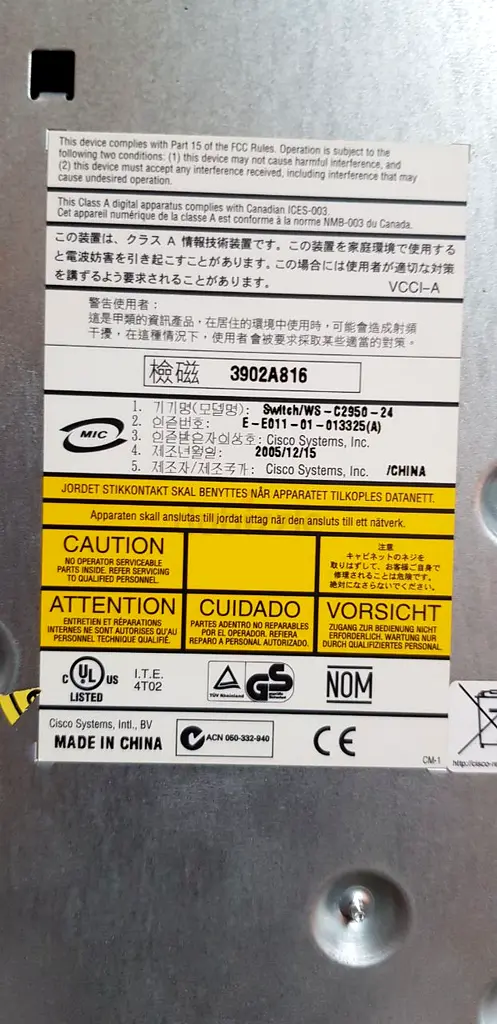 This device complies with Part 15 of the FCC Rules. Operation is subject to the
following two conditions: (1) this device may not cause harmful interference, and
(2) this device must accept any interference received, including interference that may
cause undesired operation.
This Class A digital apparatus complies with Canadian ICES-003.
Cet appareil numérique de la classe A est conforme à la norme NMB-003 du Canada.
この装置は、クラス A 情報技術装置です。この装置を家庭環境で使用する
と電波妨害を引き起こすことがあります。この場合には使用者が適切な対策
を講ずるよう要求されることがあります。
VCCI-A
警告使用者：
這是甲類的資訊產品，在居住的環境中使用時，可能會造成射頻
干擾，在這種情況下，使用者會被要求採取某些適當的對策。
檢磁 3902A816
MIC
1. 기기명(모델명): Switch/WS-C2950-24
2. 인증번호: E-E011-01-013325(A)
3. 인증받은자의상호: Cisco Systems, Inc.
4. 제조년월일: 2005/12/15
5. 제조자/제조국가: Cisco Systems, Inc. /CHINA
JORDET STIKKONTAKT SKAL BENYTTES NÅR APPARATET TILKOPLES DATANETT.
Apparaten skall anslutas till jordat uttag när den ansluts till ett nätverk.
CAUTION
NO OPERATOR SERVICEABLE
PARTS INSIDE. REFER SERVICING
TO QUALIFIED PERSONNEL.
注意
キャビネットのネジを
取りはずして、お客様ご自身で
修理されることは危険です。
絶対になさらないでください。
ATTENTION
ENTRETIEN ET RÉPARATIONS
INTERNES NE SONT AUTORISÉS QU'AU
PERSONNEL TECHNIQUE QUALIFIÉ.
CUIDADO
PARTES ADENTRO NO REPARABLES
POR EL OPERADOR. REFIERA
REPARO A PERSONAL AUTORIZADO.
VORSICHT
ZUGANG ZUR BEDIENUNG NICHT
ERFORDERLICH. WARTUNG NUR
DURCH QUALIFIZIERTES PERSONAL.
C UL US
LISTED
I.T.E.
4T02
TÜV Rheinland
GS
NOM
Cisco Systems, Intl., BV
MADE IN CHINA
ACN 050-332-940
CE
CM-1
http://cisco-re